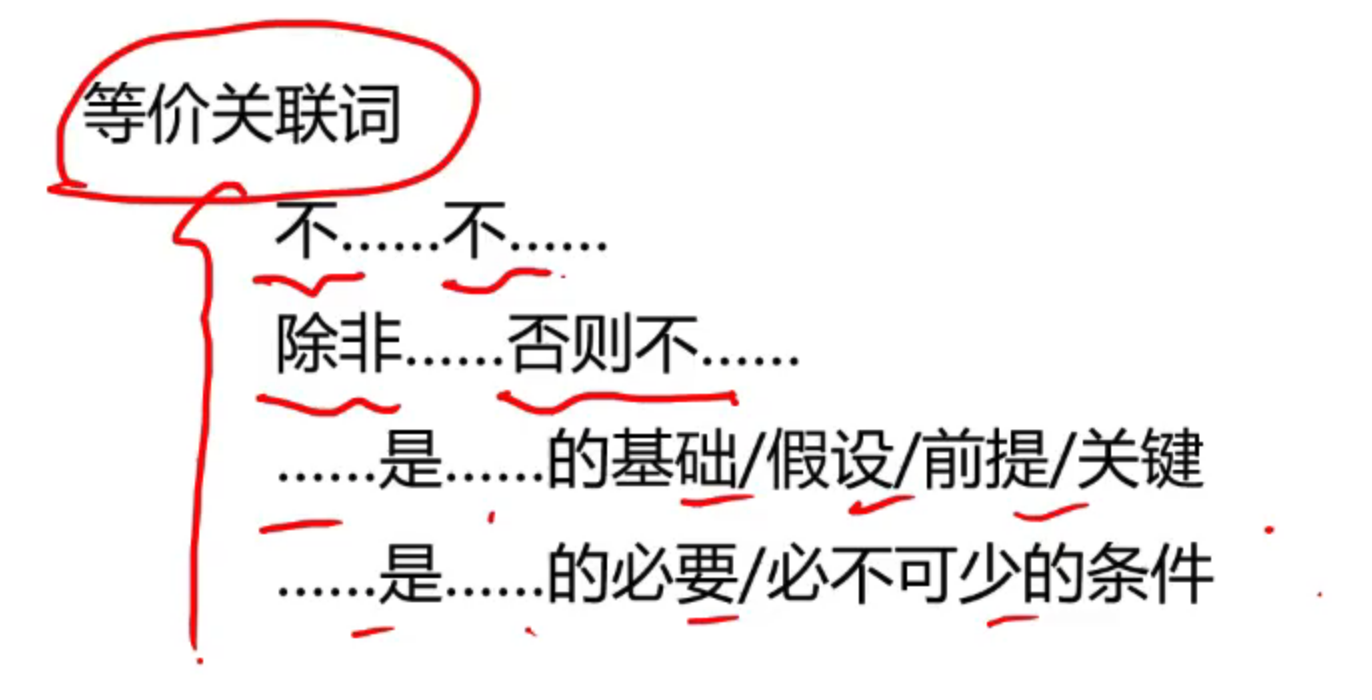 等价关联词
不……不……
除非……否则不……
……是……的基础/假设/前提/关键
……是……的必要/必不可少的条件